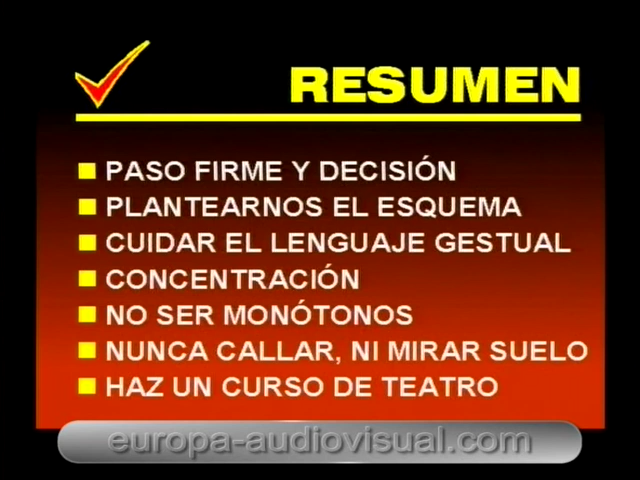 RESUMEN
PASO FIRME Y DECISIÓN
PLANTEARNOS EL ESQUEMA
CUIDAR EL LENGUAJE GESTUAL
CONCENTRACIÓN
NO SER MONÓTONOS
NUNCA CALLAR, NI MIRAR SUELO
HAZ UN CURSO DE TEATRO
europa-audiovisual.com